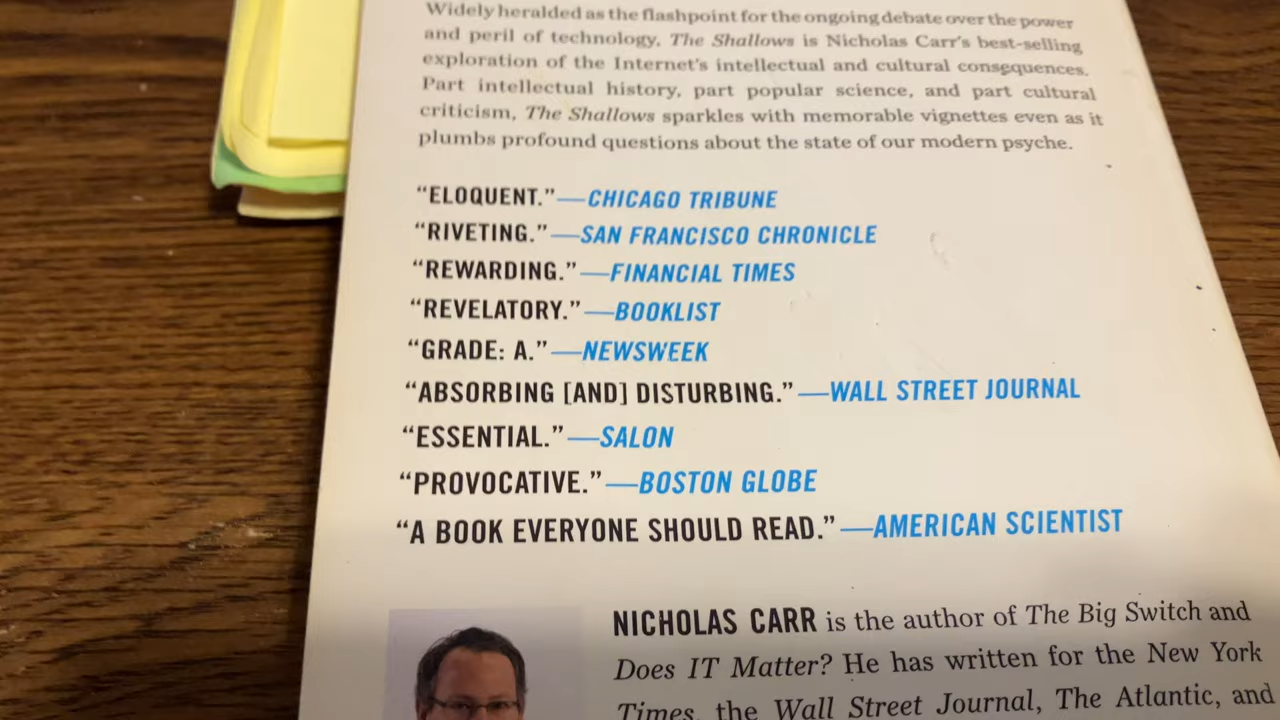 Widely heralded as the flashpoint for the ongoing debate over the power
and peril of technology, The Shallows is Nicholas Carr's best-selling
exploration of the Internet's intellectual and cultural consequences.
Part intellectual history, part popular science, and part cultural
criticism, The Shallows sparkles with memorable vignettes even as it
plumbs profound questions about the state of our modern psyche.
“ELOQUENT.”—CHICAGO TRIBUNE
“RIVETING.”—SAN FRANCISCO CHRONICLE
“REWARDING.”—FINANCIAL TIMES
“REVELATORY.”—BOOKLIST
“GRADE: A.”—NEWSWEEK
“ABSORBING [AND] DISTURBING.”—WALL STREET JOURNAL
“ESSENTIAL.”—SALON
“PROVOCATIVE.”—BOSTON GLOBE
“A BOOK EVERYONE SHOULD READ.”—AMERICAN SCIENTIST
NICHOLAS CARR is the author of The Big Switch and
Does IT Matter? He has written for the New York
Times, the Wall Street Journal, The Atlantic, and